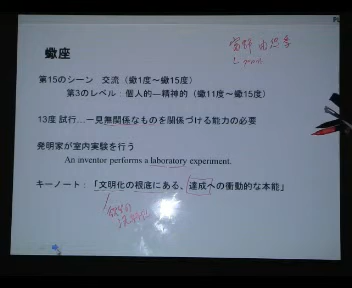 蠍座
第15のシーン　交流（蠍1度〜蠍15度）
第3のレベル：個人的―精神的（蠍11度〜蠍15度）
13度 試行…一見無関係なものを関係づける能力の必要
発明家が室内実験を行う
An inventor performs a laboratory experiment.
キーノート：「文明化の根底にある、達成への衝動的な本能」